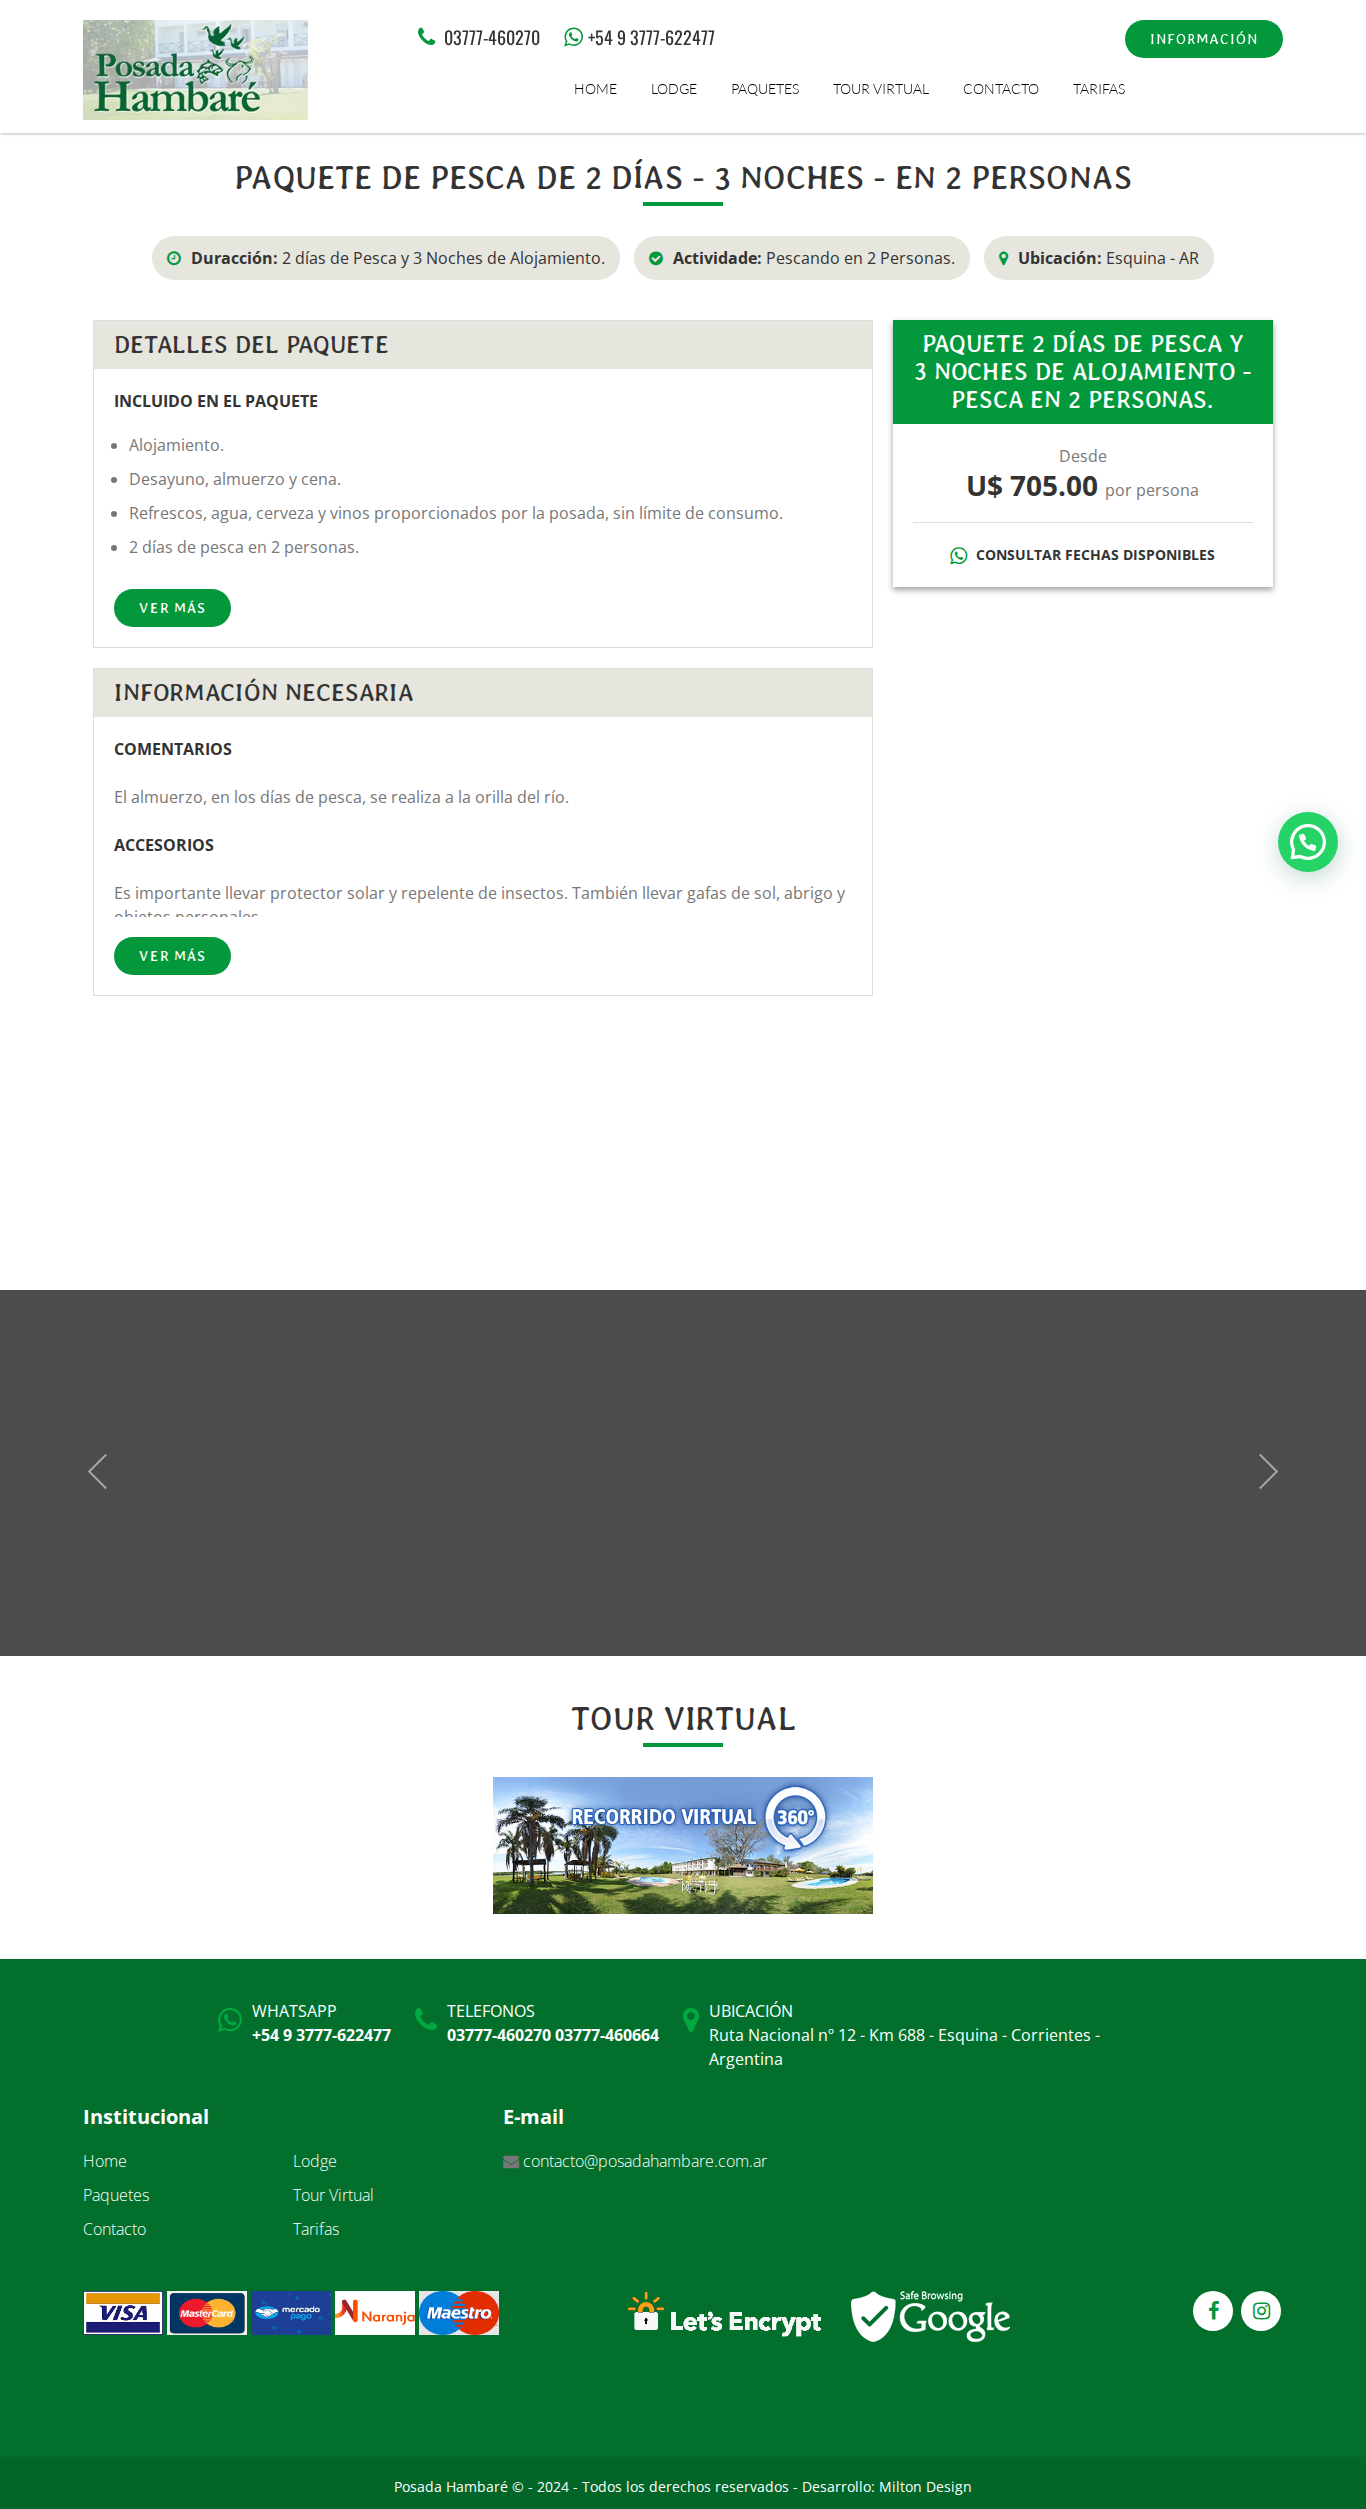 Posada
Hambaré
03777-460270
+54 9 3777-622477
INFORMACIÓN
HOME
LODGE
PAQUETES
TOUR VIRTUAL
CONTACTO
TARIFAS
PAQUETE DE PESCA DE 2 DÍAS - 3 NOCHES - EN 2 PERSONAS
Duracción: 2 días de Pesca y 3 Noches de Alojamiento.
Actividade: Pescando en 2 Personas.
Ubicación: Esquina - AR
DETALLES DEL PAQUETE
INCLUIDO EN EL PAQUETE
Alojamiento.
Desayuno, almuerzo y cena.
Refrescos, agua, cerveza y vinos proporcionados por la posada, sin límite de consumo.
2 días de pesca en 2 personas.
VER MÁS
PAQUETE 2 DÍAS DE PESCA Y
3 NOCHES DE ALOJAMIENTO -
PESCA EN 2 PERSONAS.
Desde
U$ 705.00 por persona
CONSULTAR FECHAS DISPONIBLES
INFORMACIÓN NECESARIA
COMENTARIOS
El almuerzo, en los días de pesca, se realiza a la orilla del río.
ACCESORIOS
Es importante llevar protector solar y repelente de insectos. También llevar gafas de sol, abrigo y
objetos personales.
VER MÁS
TOUR VIRTUAL
RECORRIDO VIRTUAL 360°
WHATSAPP
+54 9 3777-622477
TELEFONOS
03777-460270 03777-460664
UBICACIÓN
Ruta Nacional nº 12 - Km 688 - Esquina - Corrientes -
Argentina
Institucional
Home
Lodge
Paquetes
Tour Virtual
Contacto
Tarifas
E-mail
contacto@posadahambare.com.ar
VISA
MasterCard
mercado
pago
Naranja
Maestro
Let's Encrypt
Safe Browsing
Google
Posada Hambaré © - 2024 - Todos los derechos reservados - Desarrollo: Milton Design